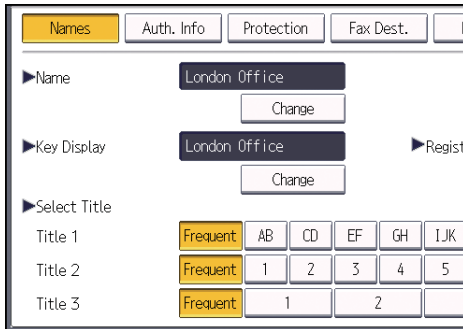 Names Auth. Info Protection Fax Dest.
►Name London Office
Change
►Key Display London Office ►Regist
Change
►Select Title
Title 1 Frequent AB CD EF GH IJK
Title 2 Frequent 1 2 3 4 5
Title 3 Frequent 1 2